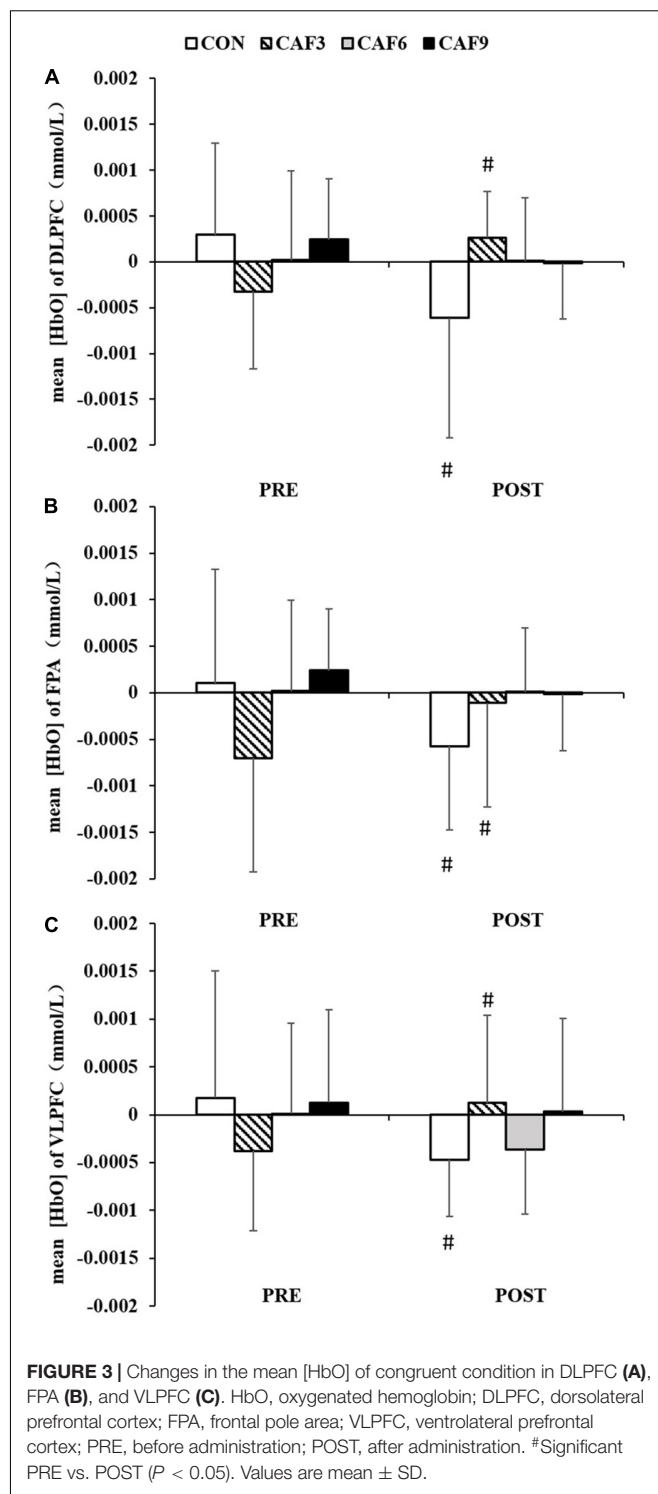 CON CAF3 CAF6 CAF9
A
mean [HbO] of DLPFC (mmol/L)
0.002
0.0015
0.001
0.0005
0
-0.0005
-0.001
-0.0015
-0.002
#
#
PRE POST
B
mean [HbO] of FPA (mmol/L)
0.002
0.0015
0.001
0.0005
0
-0.0005
-0.001
-0.0015
-0.002
#
#
PRE POST
C
mean [HbO] of VLPFC (mmol/L)
0.002
0.0015
0.001
0.0005
0
-0.0005
-0.001
-0.0015
-0.002
#
#
PRE POST
FIGURE 3 | Changes in the mean [HbO] of congruent condition in DLPFC (A),
FPA (B), and VLPFC (C). HbO, oxygenated hemoglobin; DLPFC, dorsolateral
prefrontal cortex; FPA, frontal pole area; VLPFC, ventrolateral prefrontal
cortex; PRE, before administration; POST, after administration. #Significant
PRE vs. POST (P < 0.05). Values are mean ± SD.